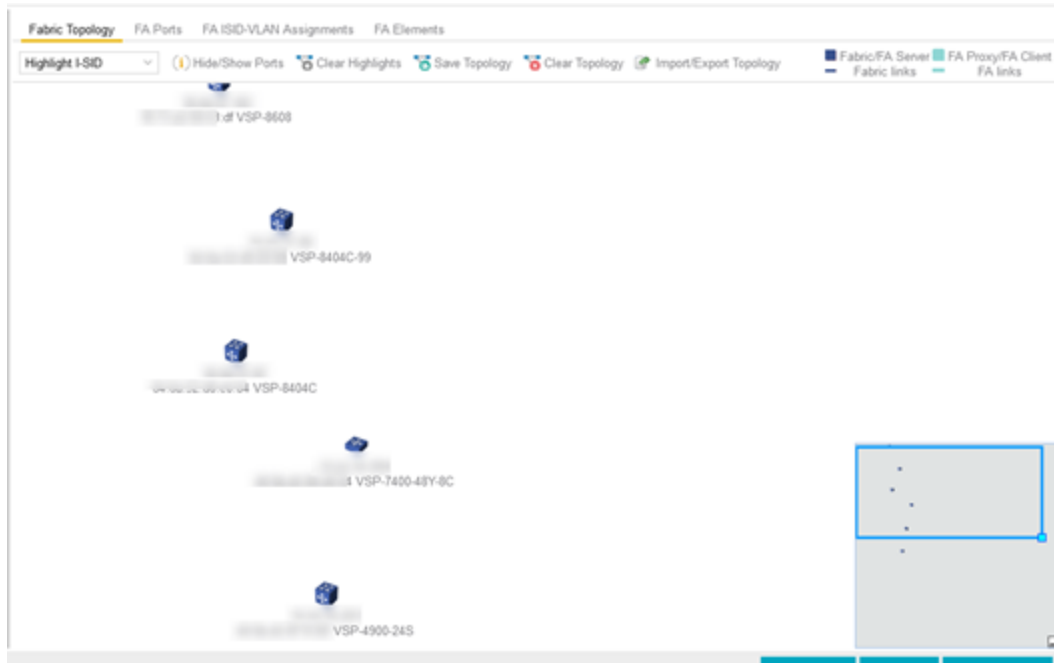 Fabric Topology FA Ports FA ISID-VLAN Assignments FA Elements
Highlight I-SID Hide/Show Ports Clear Highlights Save Topology Clear Topology Import/Export Topology Fabric/FA Server FA Proxy/FA Client
Fabric links FA links
VSP-8608
VSP-8404C-99
VSP-8404C
VSP-7400-48Y-8C
VSP-4900-24S